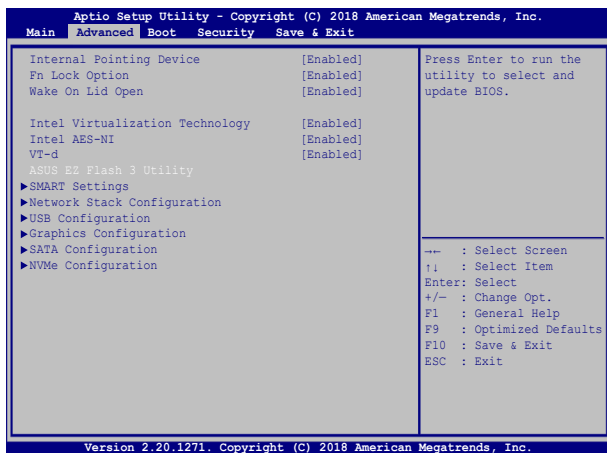 Aptio Setup Utility - Copyright (C) 2018 American Megatrends, Inc.
Main Advanced Boot Security Save & Exit
Internal Pointing Device [Enabled]
Fn Lock Option [Enabled]
Wake On Lid Open [Enabled]
Intel Virtualization Technology [Enabled]
Intel AES-NI [Enabled]
VT-d [Enabled]
ASUS EZ Flash 3 Utility
▶SMART Settings
▶Network Stack Configuration
▶USB Configuration
▶Graphics Configuration
▶SATA Configuration
▶NVMe Configuration
Press Enter to run the
utility to select and
update BIOS.
→← : Select Screen
↑↓ : Select Item
Enter: Select
+/— : Change Opt.
F1 : General Help
F9 : Optimized Defaults
F10 : Save & Exit
ESC : Exit
Version 2.20.1271. Copyright (C) 2018 American Megatrends, Inc.